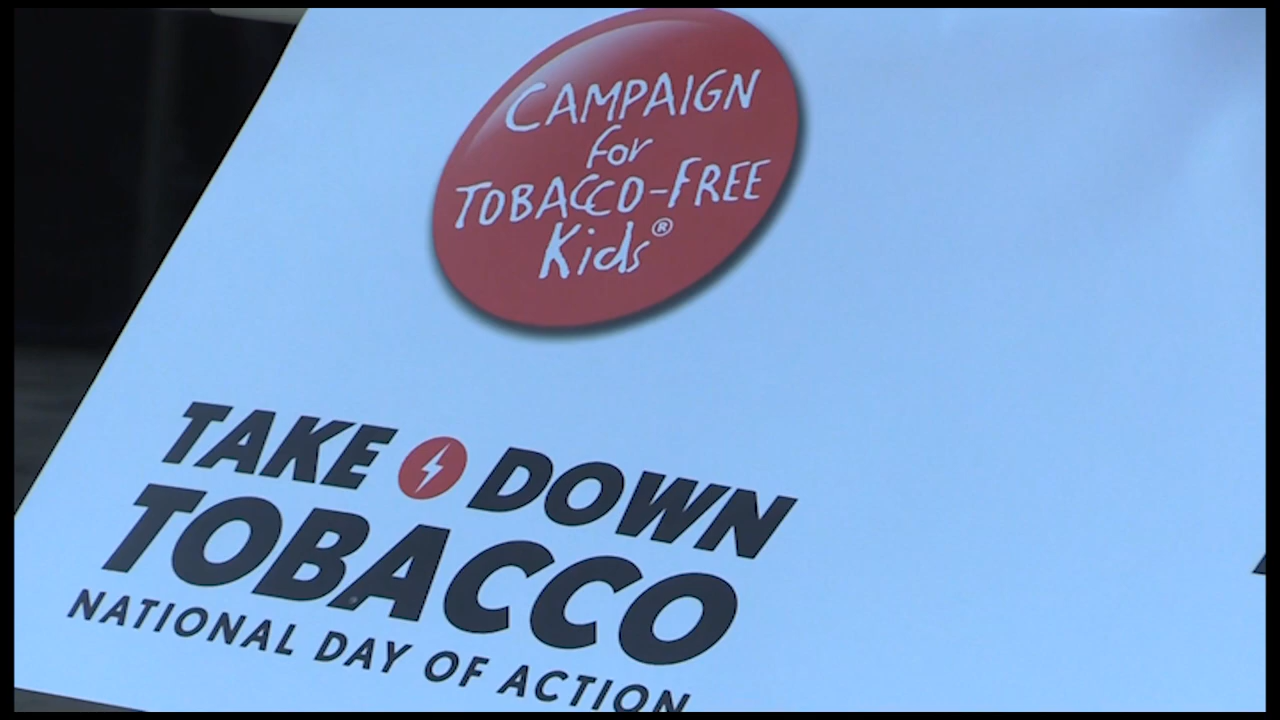 CAMPAIGN
for
TOBACCO-FREE
Kids®
TAKE DOWN
TOBACCO
NATIONAL DAY OF ACTION